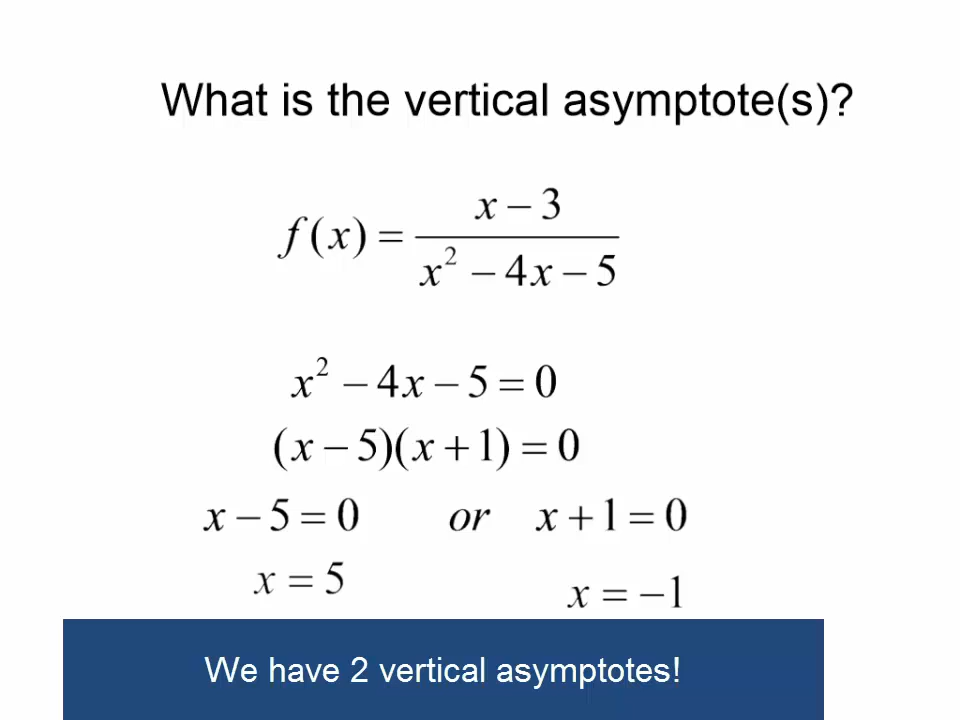 What is the vertical asymptote(s)?
f(x) = (x − 3)/(x² − 4x − 5)
x² − 4x − 5 = 0
(x − 5)(x + 1) = 0
x − 5 = 0 or x + 1 = 0
x = 5 x = −1
We have 2 vertical asymptotes!